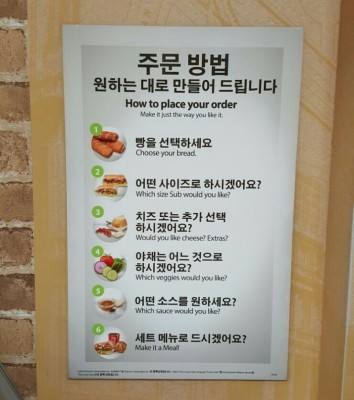 주문 방법
원하는 대로 만들어 드립니다
How to place your order
Make it just the way you like it.
1
빵을 선택하세요
Choose your bread.
2
어떤 사이즈로 하시겠어요?
Which size Sub would you like?
3
치즈 또는 추가 선택
하시겠어요?
Would you like cheese? Extras?
4
야채는 어느 것으로
하시겠어요?
Which veggies would you like?
5
어떤 소스를 원하세요?
Which sauce would you like?
6
세트 메뉴로 드시겠어요?
Make it a Meal!